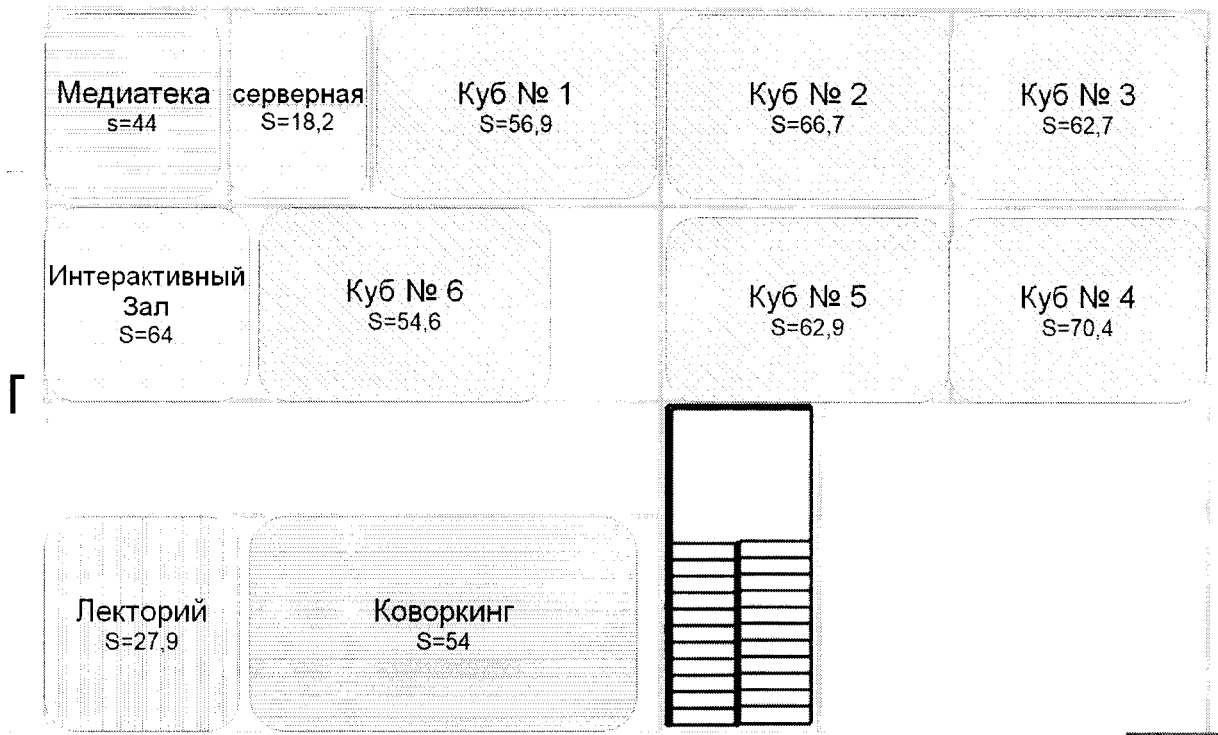 Медиатека
s=44
серверная
S=18,2
Куб № 1
S=56,9
Куб № 2
S=66,7
Куб № 3
S=62,7
Интерактивный
Зал
S=64
Куб № 6
S=54,6
Куб № 5
S=62,9
Куб № 4
S=70,4
Лекторий
S=27,9
Коворкинг
S=54